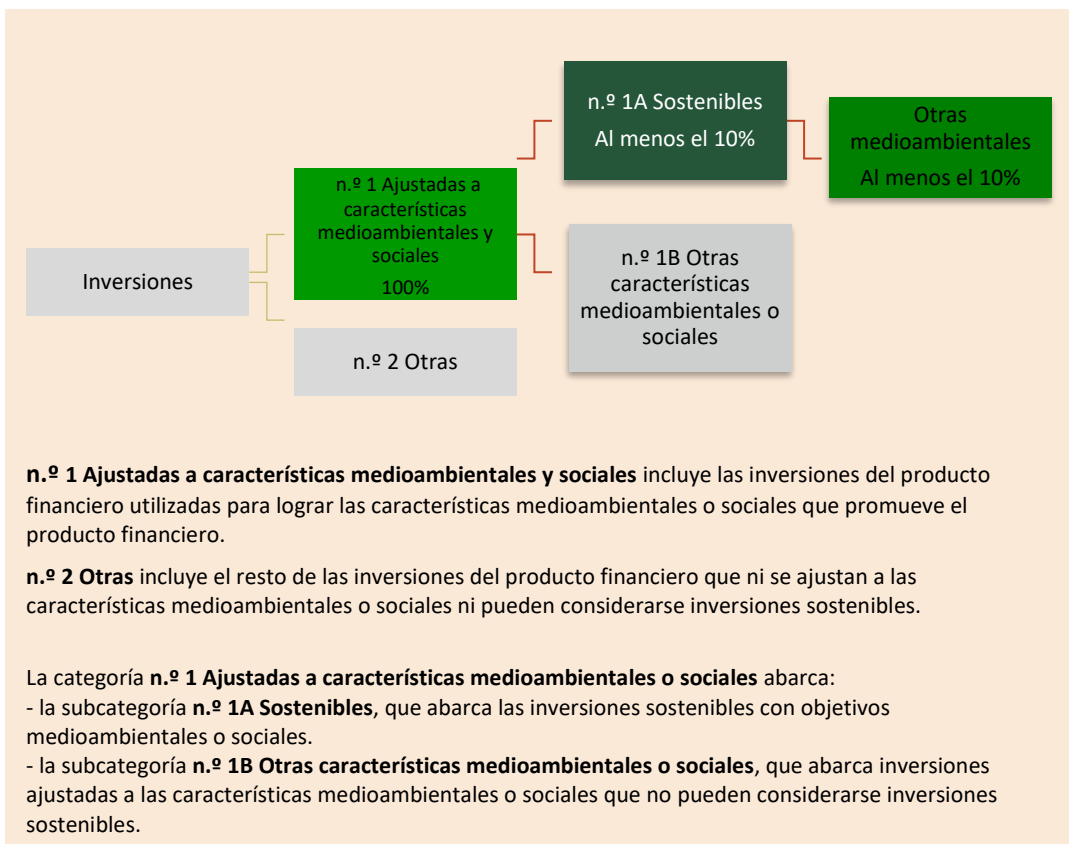 n.º 1A Sostenibles
Al menos el 10%
Otras
medioambientales
Al menos el 10%
n.º 1 Ajustadas a
características
medioambientales y
sociales
100%
n.º 1B Otras
características
medioambientales o
sociales
Inversiones
n.º 2 Otras
n.º 1 Ajustadas a características medioambientales y sociales incluye las inversiones del producto
financiero utilizadas para lograr las características medioambientales o sociales que promueve el
producto financiero.
n.º 2 Otras incluye el resto de las inversiones del producto financiero que ni se ajustan a las
características medioambientales o sociales ni pueden considerarse inversiones sostenibles.
La categoría n.º 1 Ajustadas a características medioambientales o sociales abarca:
- la subcategoría n.º 1A Sostenibles, que abarca las inversiones sostenibles con objetivos
medioambientales o sociales.
- la subcategoría n.º 1B Otras características medioambientales o sociales, que abarca inversiones
ajustadas a las características medioambientales o sociales que no pueden considerarse inversiones
sostenibles.